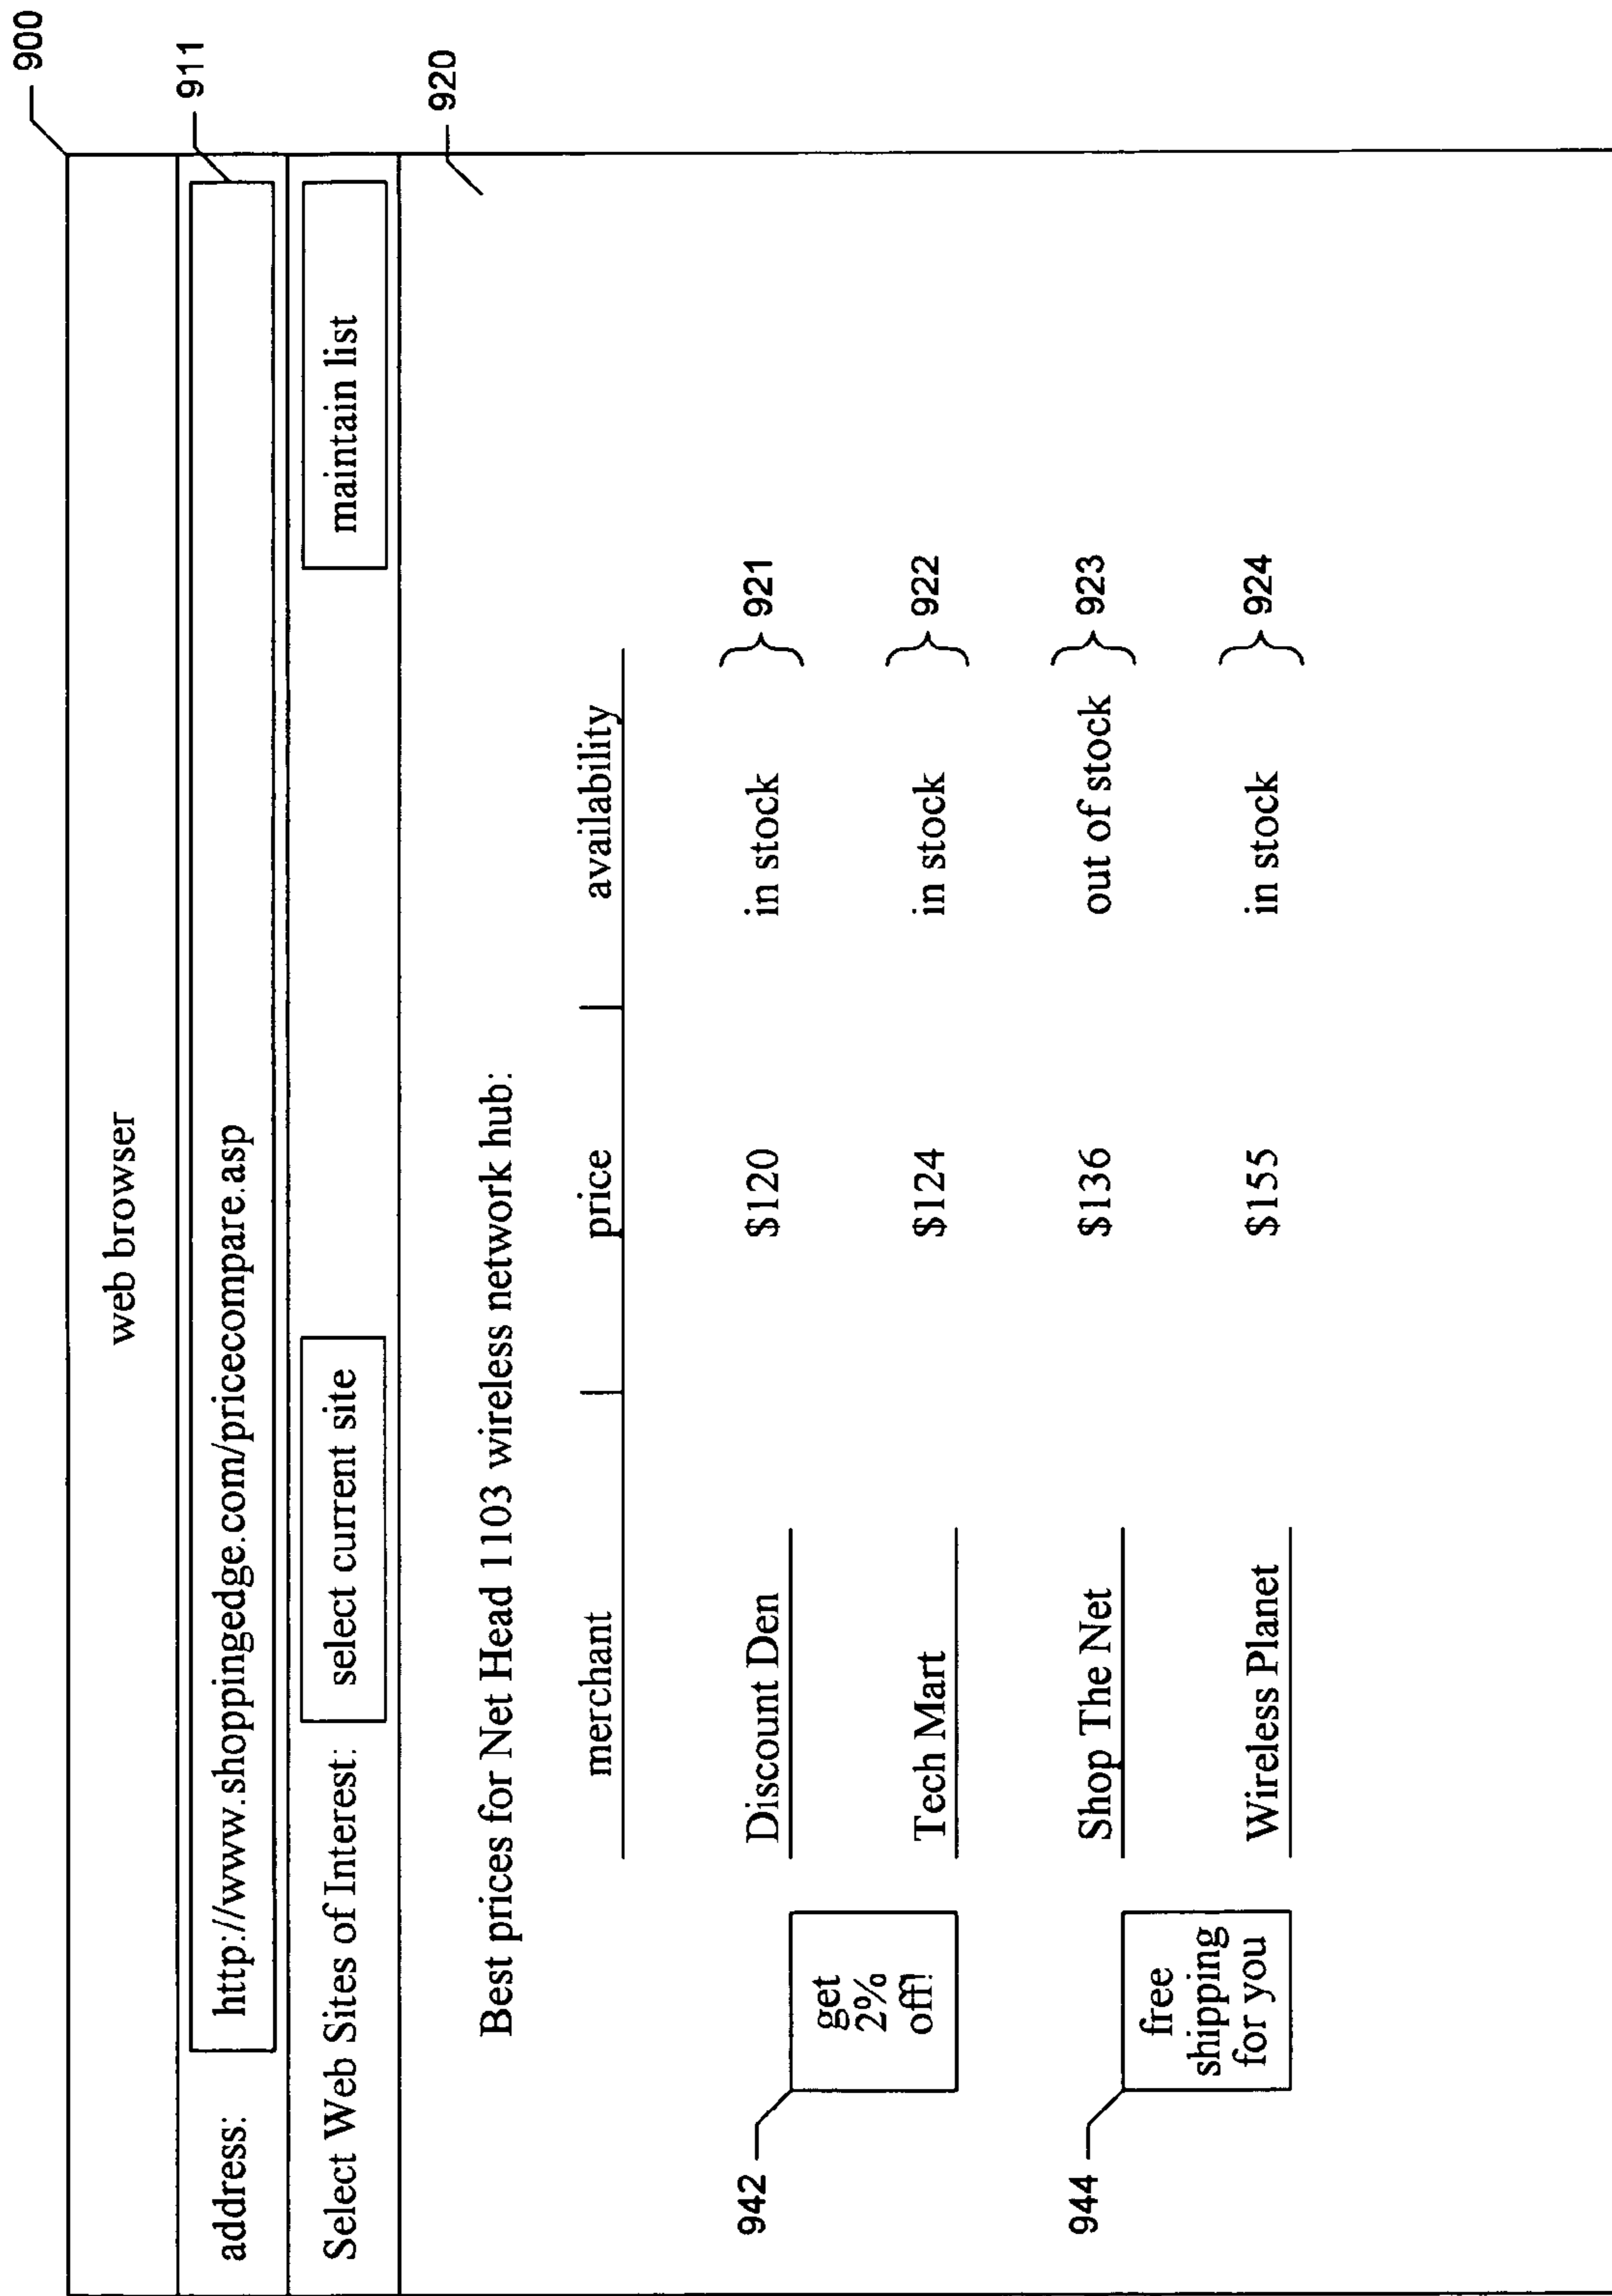 900
web browser
address: http://www.shoppingedge.com/pricecompare.asp 911
Select Web Sites of Interest: select current site maintain list
920
Best prices for Net Head 1103 wireless network hub:
merchant price availability
942
Discount Den $120 in stock 921
get
2%
off!
Tech Mart $124 in stock 922
944
Shop The Net $136 out of stock 923
free
shipping
for you
Wireless Planet $155 in stock 924